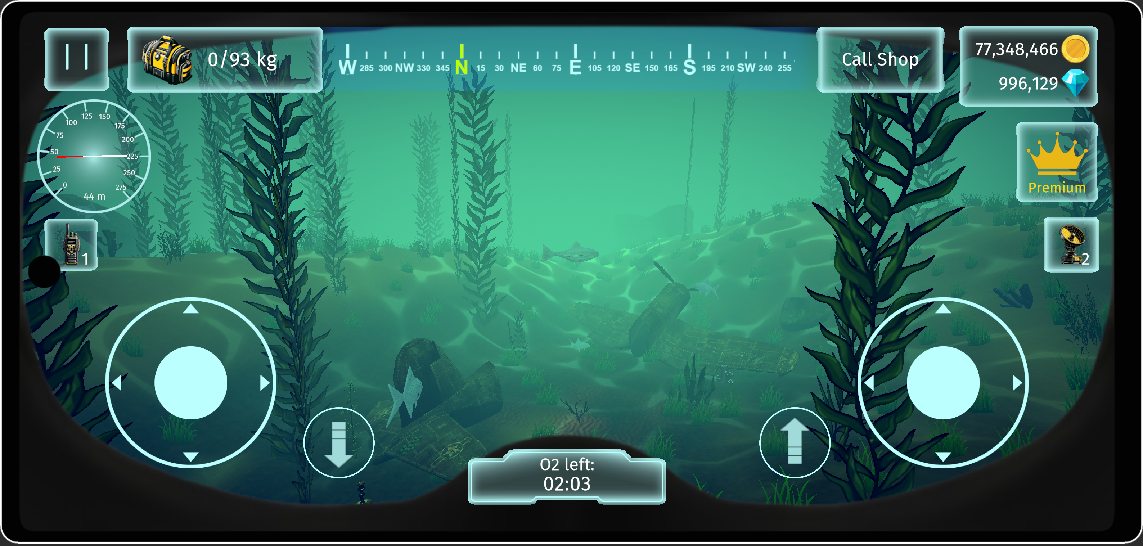 0/93 kg
W 285 300 NW 330 345 N 15 30 NE 60 75 E 105 120 SE 150 165 S 195 210 SW 240 255
Call Shop
77,348,466
996,129
0 25 50 75 100 125 150 175 200 225 250 275
44 m
Premium
1
2
O2 left:
02:03